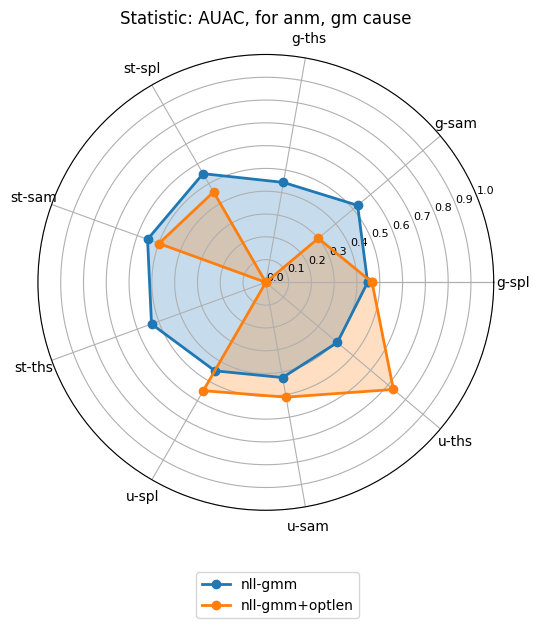 Statistic: AUAC, for anm, gm cause
g-ths
st-spl
g-sam
st-sam
1.0
0.9
0.8
0.7
0.6
0.5
0.4
0.3
0.2
0.1
0.0
g-spl
st-ths
u-ths
u-spl
u-sam
nll-gmm
nll-gmm+optlen